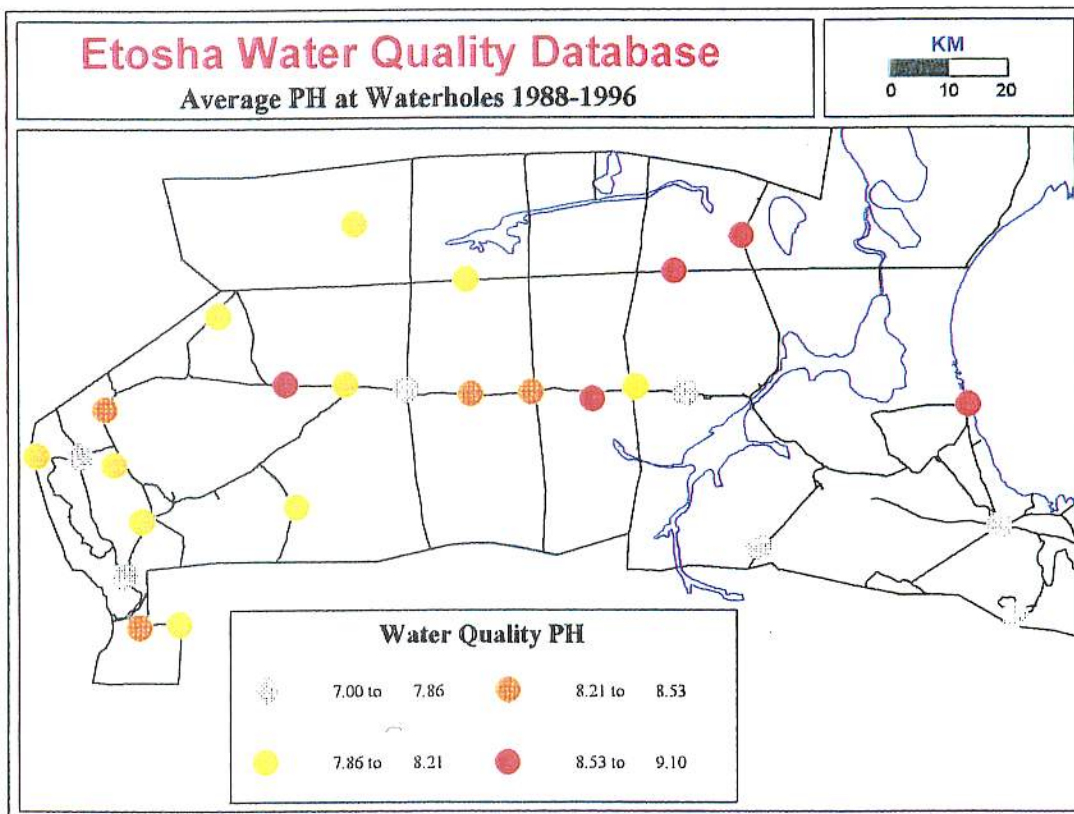 Etosha Water Quality Database
Average PH at Waterholes 1988-1996
KM
0 10 20
Water Quality PH
7.00 to 7.86
8.21 to 8.53
7.86 to 8.21
8.53 to 9.10